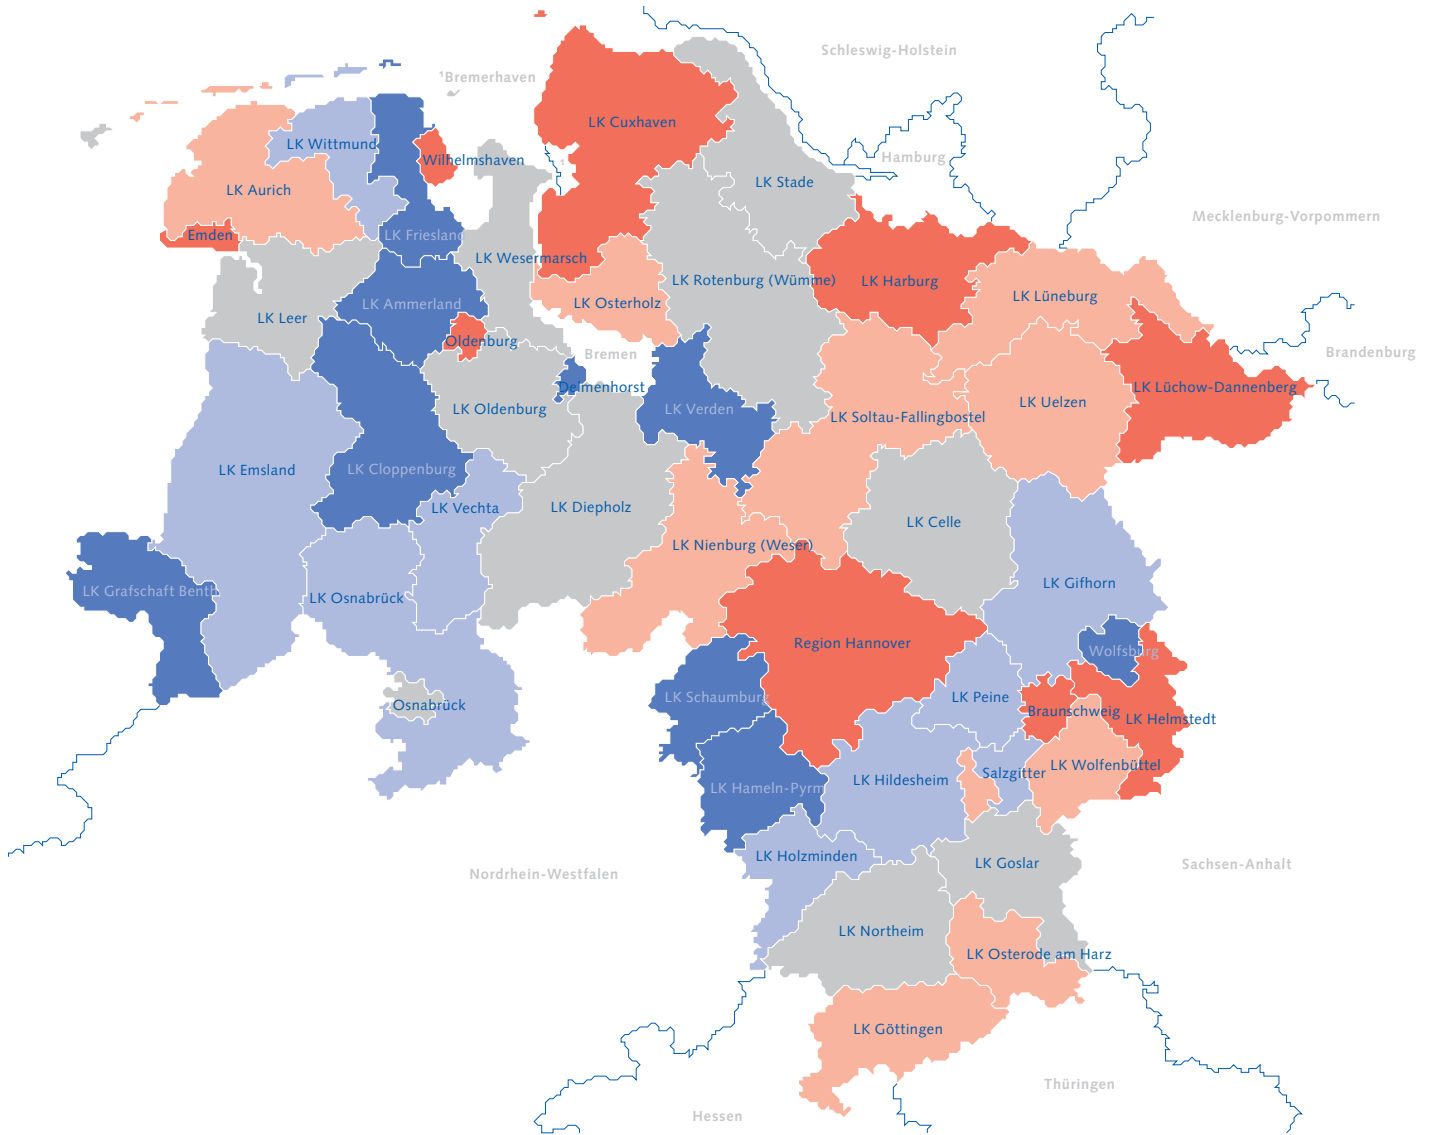 Schleswig-Holstein
¹Bremerhaven
LK Cuxhaven
LK Wittmund
Wilhelmshaven
¹
Hamburg
LK Stade
LK Aurich
Mecklenburg-Vorpommern
Emden
LK Friesland
LK Wesermarsch
LK Rotenburg (Wümme)
LK Harburg
LK Lüneburg
LK Ammerland
LK Osterholz
LK Leer
Oldenburg
Bremen
Brandenburg
Delmenhorst
LK Lüchow-Dannenberg
LK Oldenburg
LK Verden
LK Uelzen
LK Soltau-Fallingbostel
LK Emsland
LK Cloppenburg
LK Vechta
LK Diepholz
LK Celle
LK Nienburg (Weser)
LK Gifhorn
LK Grafschaft Benth
LK Osnabrück
Region Hannover
Wolfsburg
LK Schaumburg
LK Peine
Osnabrück
Braunschweig
LK Helmstedt
LK Wolfenbüttel
Salzgitter
LK Hildesheim
LK Hameln-Pyrm
LK Holzminden
LK Goslar
Sachsen-Anhalt
Nordrhein-Westfalen
LK Northeim
LK Osterode am Harz
LK Göttingen
Thüringen
Hessen